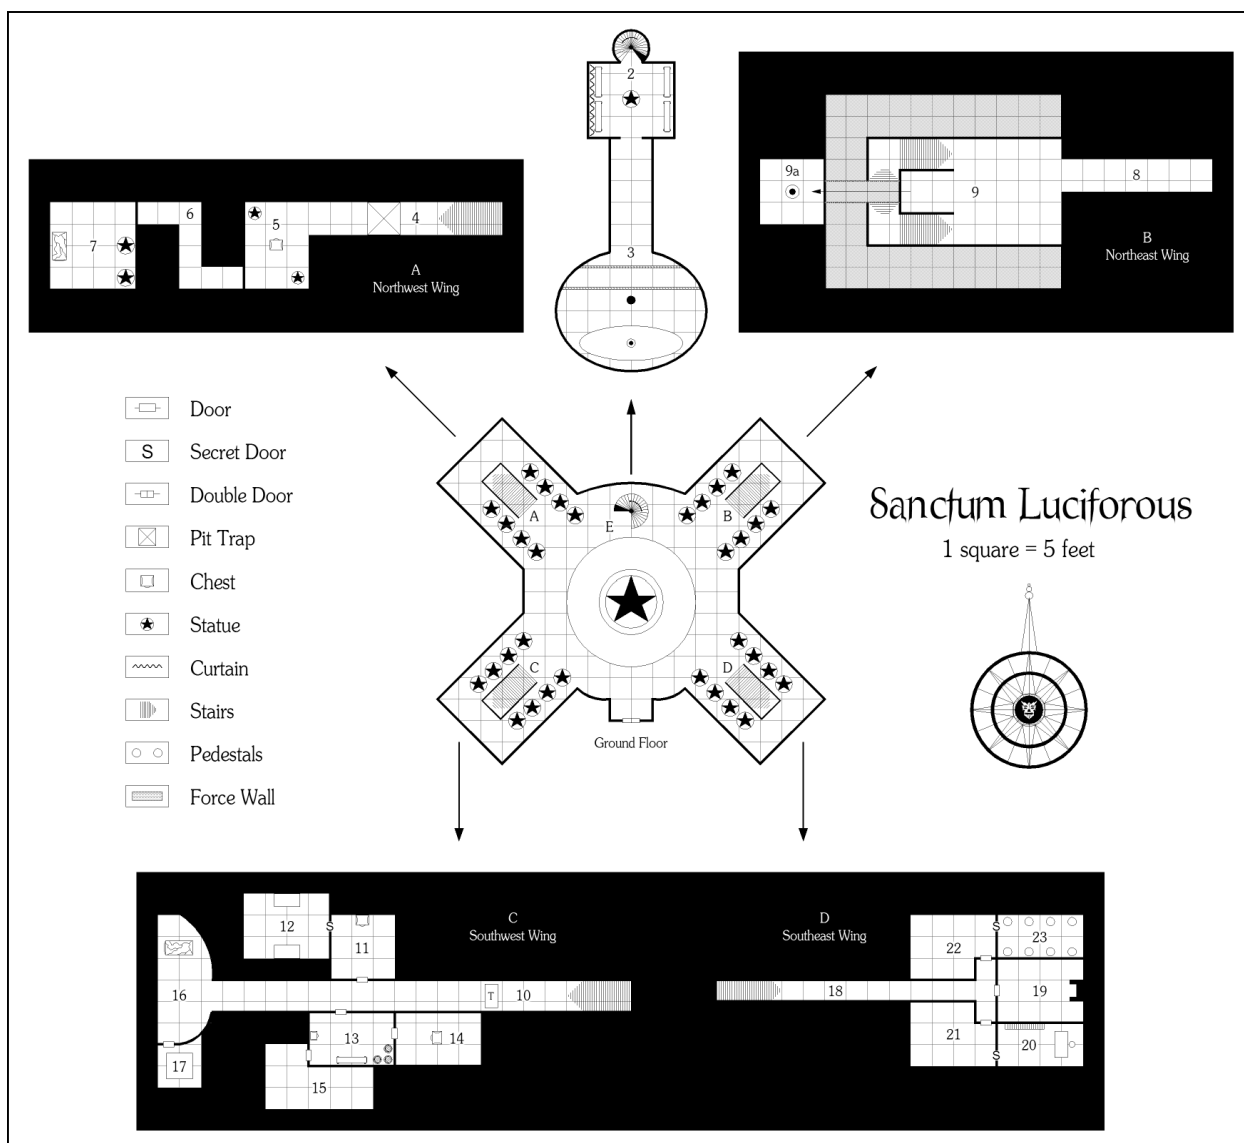 2
9a
8
9
B
Northeast Wing
6
5
4
7
A
Northwest Wing
3
Door
S
Secret Door
Double Door
Pit Trap
Chest
Statue
Curtain
Stairs
Pedestals
Force Wall
A
E
B
C
D
Ground Floor
Sanctum Luciforous
1 square = 5 feet
C
Southwest Wing
D
Southeast Wing
12
S
11
16
T
10
13
14
17
15
22
S
23
18
19
21
20
S